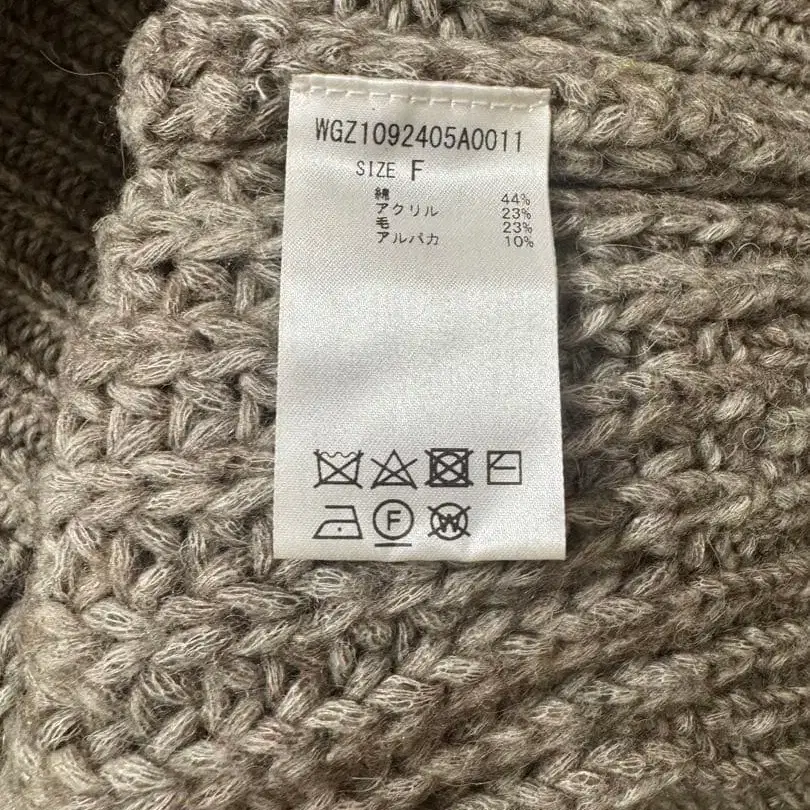 WGZ1092405A0011
SIZE F
綿 44%
アクリル 23%
毛 23%
アルパカ 10%
F W